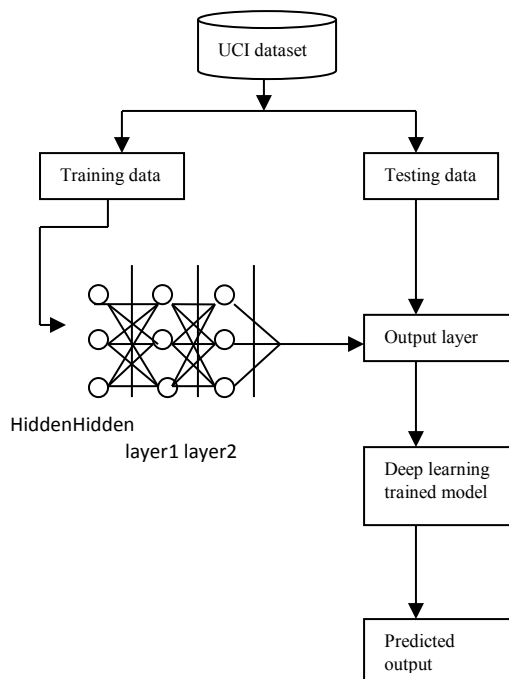 UCI dataset
Training data
Testing data
Output layer
HiddenHidden
layer1 layer2
Deep learning
trained model
Predicted
output